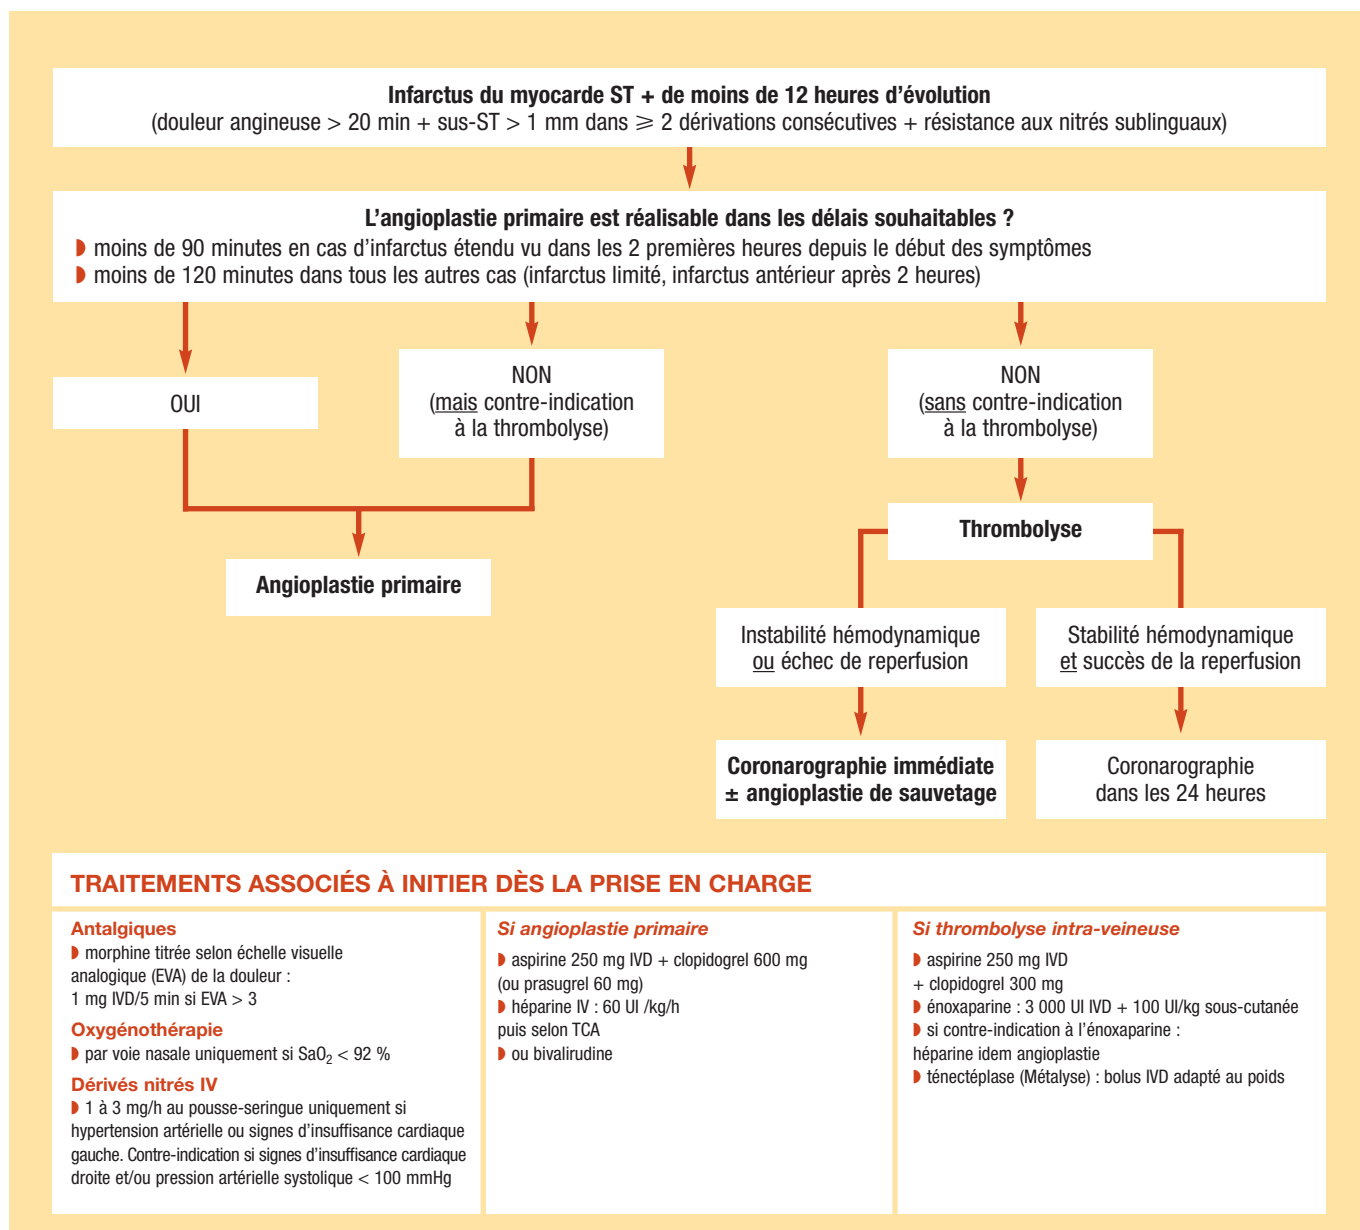 Infarctus du myocarde ST + de moins de 12 heures d'évolution
(douleur angineuse > 20 min + sus-ST > 1 mm dans ⩾ 2 dérivations consécutives + résistance aux nitrés sublinguaux)
L'angioplastie primaire est réalisable dans les délais souhaitables ?
◗ moins de 90 minutes en cas d'infarctus étendu vu dans les 2 premières heures depuis le début des symptômes
◗ moins de 120 minutes dans tous les autres cas (infarctus limité, infarctus antérieur après 2 heures)
OUI
NON
(mais contre-indication
à la thrombolyse)
NON
(sans contre-indication
à la thrombolyse)
Thrombolyse
Angioplastie primaire
Instabilité hémodynamique
ou échec de reperfusion
Stabilité hémodynamique
et succès de la reperfusion
Coronarographie immédiate
± angioplastie de sauvetage
Coronarographie
dans les 24 heures
TRAITEMENTS ASSOCIÉS À INITIER DÈS LA PRISE EN CHARGE
Antalgiques
◗ morphine titrée selon échelle visuelle
analogique (EVA) de la douleur :
1 mg IVD/5 min si EVA > 3
Oxygénothérapie
◗ par voie nasale uniquement si SaO₂ < 92 %
Dérivés nitrés IV
◗ 1 à 3 mg/h au pousse-seringue uniquement si
hypertension artérielle ou signes d'insuffisance cardiaque
gauche. Contre-indication si signes d'insuffisance cardiaque
droite et/ou pression artérielle systolique < 100 mmHg
Si angioplastie primaire
◗ aspirine 250 mg IVD + clopidogrel 600 mg
(ou prasugrel 60 mg)
◗ héparine IV : 60 UI /kg/h
puis selon TCA
◗ ou bivalirudine
Si thrombolyse intra-veineuse
◗ aspirine 250 mg IVD
+ clopidogrel 300 mg
◗ énoxaparine : 3 000 UI IVD + 100 UI/kg sous-cutanée
◗ si contre-indication à l'énoxaparine :
héparine idem angioplastie
◗ ténectéplase (Métalyse) : bolus IVD adapté au poids